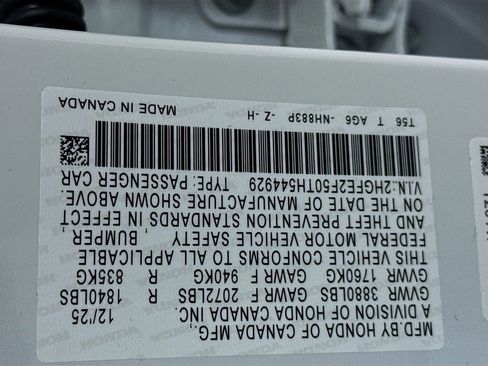 MFD.BY HONDA OF CANADA MFG.,
A DIVISION OF HONDA CANADA INC. 12/'25
GVWR 3880LBS GAWR F 2072LBS R 1840LBS
GVWR 1760KG GAWR F 940KG R 835KG
THIS VEHICLE CONFORMS TO ALL APPLICABLE
FEDERAL MOTOR VEHICLE SAFETY, BUMPER,
AND THEFT PREVENTION STANDARDS IN EFFECT
ON THE DATE OF MANUFACTURE SHOWN ABOVE.
V.I.N.:2HGFE2F50TH544929 TYPE: PASSENGER CAR
T56 T AG6 -NH883P -Z -H MADE IN CANADA